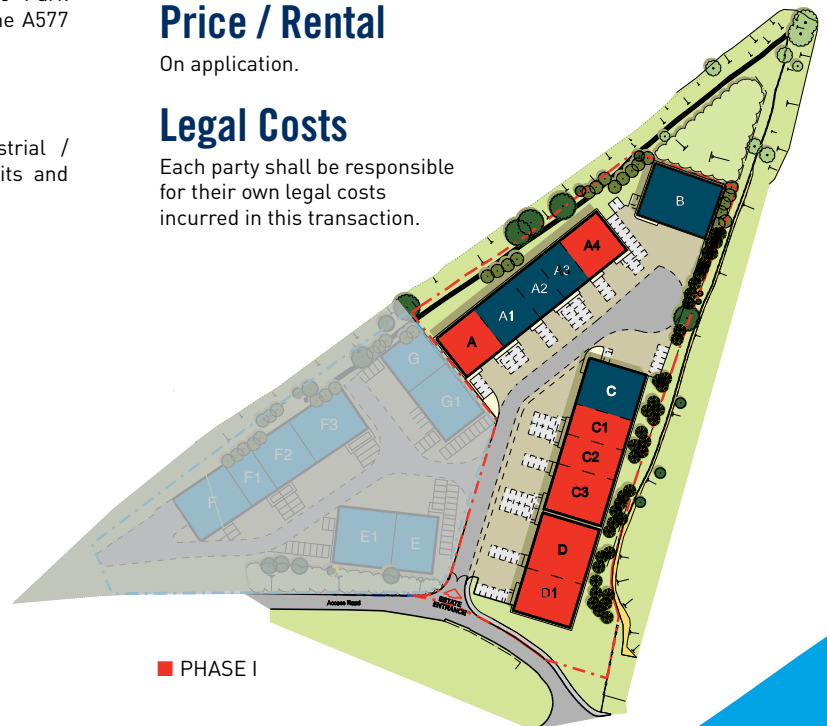 ne A577
strial /
its and
Price / Rental
On application.
Legal Costs
Each party shall be responsible
for their own legal costs
incurred in this transaction.
B
A4
A3
A2
A1
A
G
G1
C
C1
C2
C3
F3
F2
F1
F
E1
E
D
D1
Access Road
ESTATE
ENTRANCE
PHASE I